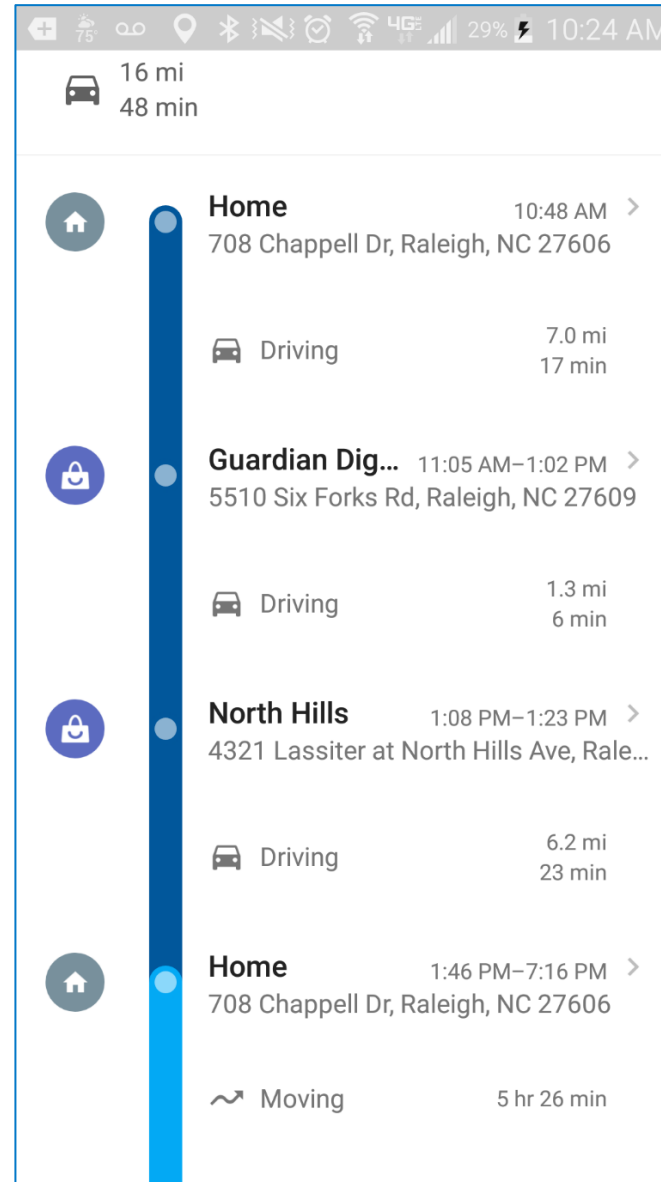 75° 4GE 29% 10:24 AM
16 mi
48 min
Home 10:48 AM
708 Chappell Dr, Raleigh, NC 27606
Driving 7.0 mi
17 min
Guardian Dig... 11:05 AM–1:02 PM
5510 Six Forks Rd, Raleigh, NC 27609
Driving 1.3 mi
6 min
North Hills 1:08 PM–1:23 PM
4321 Lassiter at North Hills Ave, Rale...
Driving 6.2 mi
23 min
Home 1:46 PM–7:16 PM
708 Chappell Dr, Raleigh, NC 27606
Moving 5 hr 26 min